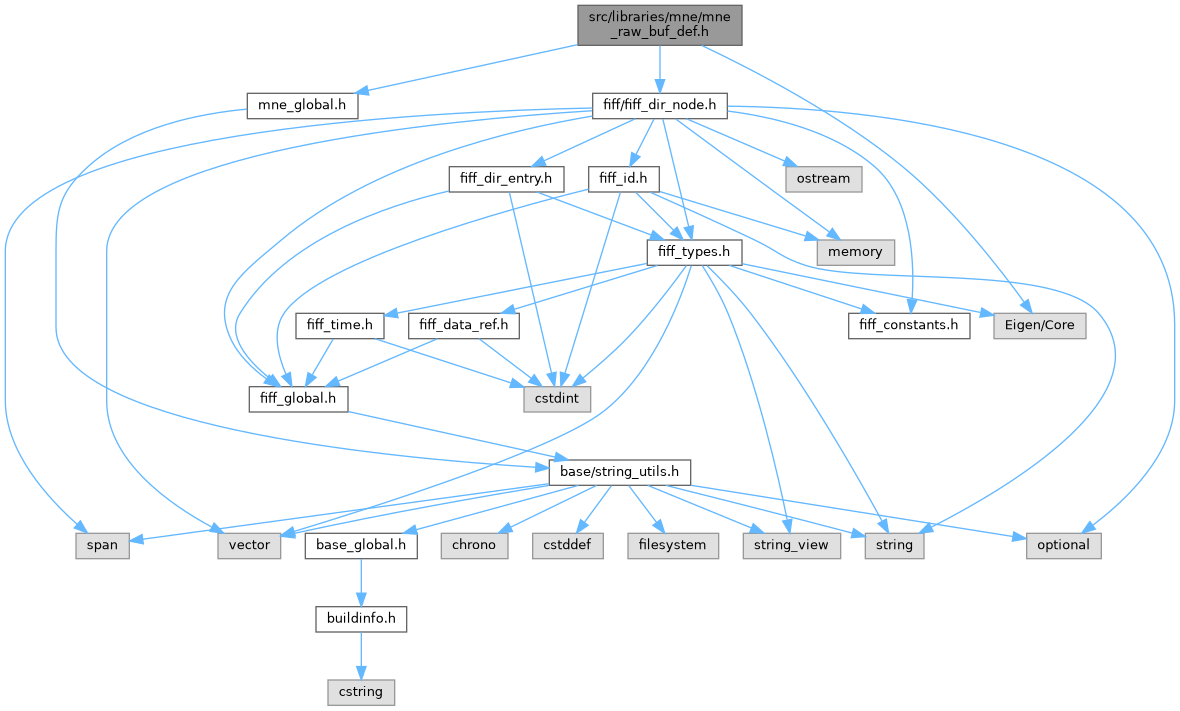 src/libraries/mne/mne
_raw_buf_def.h
mne_global.h
fiff/fiff_dir_node.h
fiff_dir_entry.h
fiff_id.h
ostream
fiff_types.h
memory
fiff_time.h
fiff_data_ref.h
fiff_constants.h
Eigen/Core
fiff_global.h
cstdint
base/string_utils.h
span
vector
base_global.h
chrono
cstddef
filesystem
string_view
string
optional
buildinfo.h
cstring